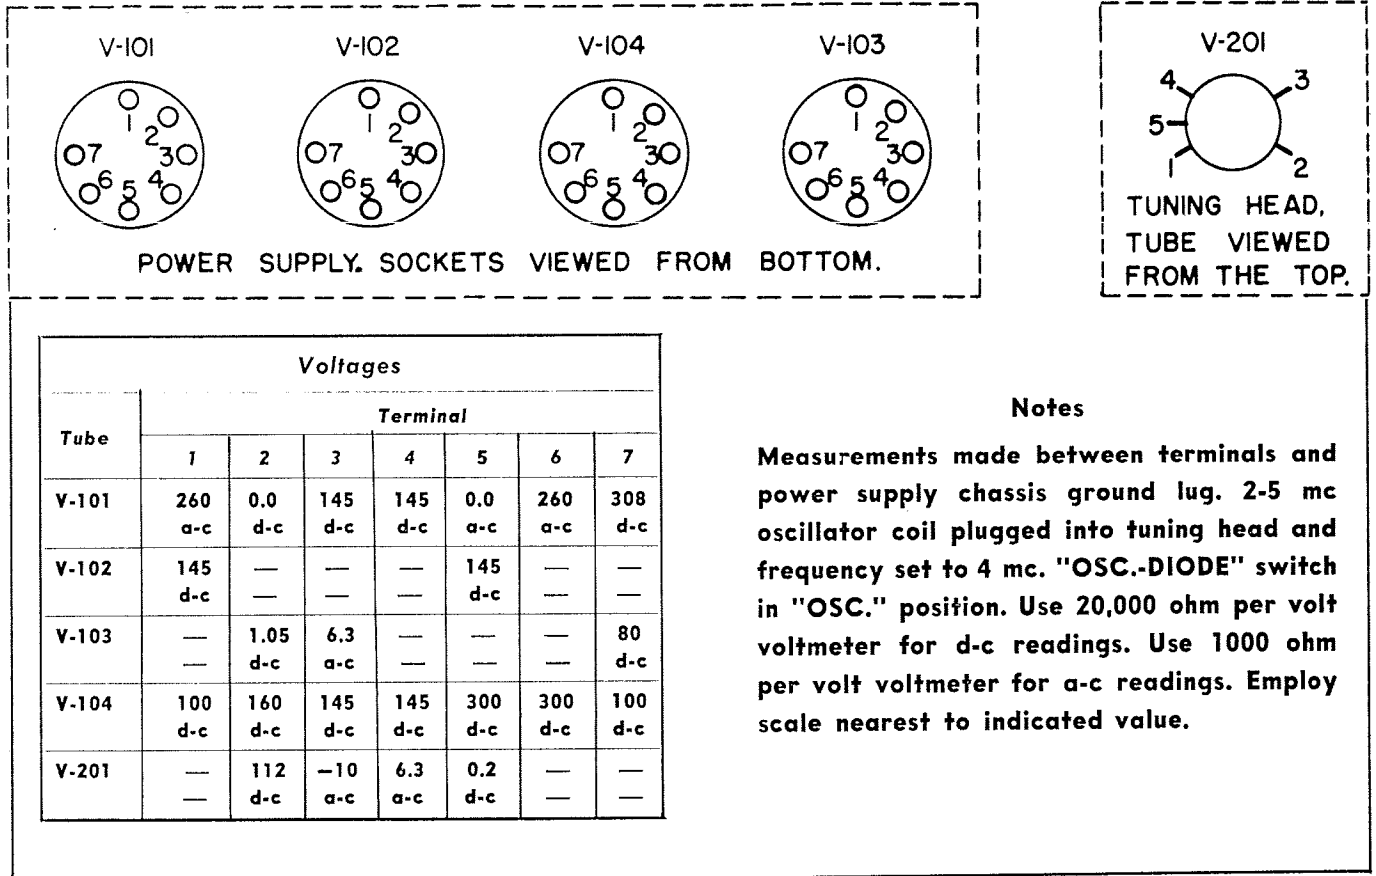 V-101 V-102 V-104 V-103
1 2 3 4 5 6 7
1 2 3 4 5 6 7
1 2 3 4 5 6 7
1 2 3 4 5 6 7
POWER SUPPLY. SOCKETS VIEWED FROM BOTTOM.
V-201
4 3
5
1 2
TUNING HEAD,
TUBE VIEWED
FROM THE TOP.
Voltages
Tube Terminal
1 2 3 4 5 6 7
V-101 260 0.0 145 145 0.0 260 308
a-c d-c d-c d-c a-c a-c d-c
V-102 145 — — — 145 — —
d-c — — — d-c — —
V-103 — 1.05 6.3 — — — 80
— d-c a-c — — — d-c
V-104 100 160 145 145 300 300 100
d-c d-c d-c d-c d-c d-c d-c
V-201 — 112 —10 6.3 0.2 — —
— d-c a-c a-c d-c — —
Notes
Measurements made between terminals and
power supply chassis ground lug. 2-5 mc
oscillator coil plugged into tuning head and
frequency set to 4 mc. "OSC.-DIODE" switch
in "OSC." position. Use 20,000 ohm per volt
voltmeter for d-c readings. Use 1000 ohm
per volt voltmeter for a-c readings. Employ
scale nearest to indicated value.